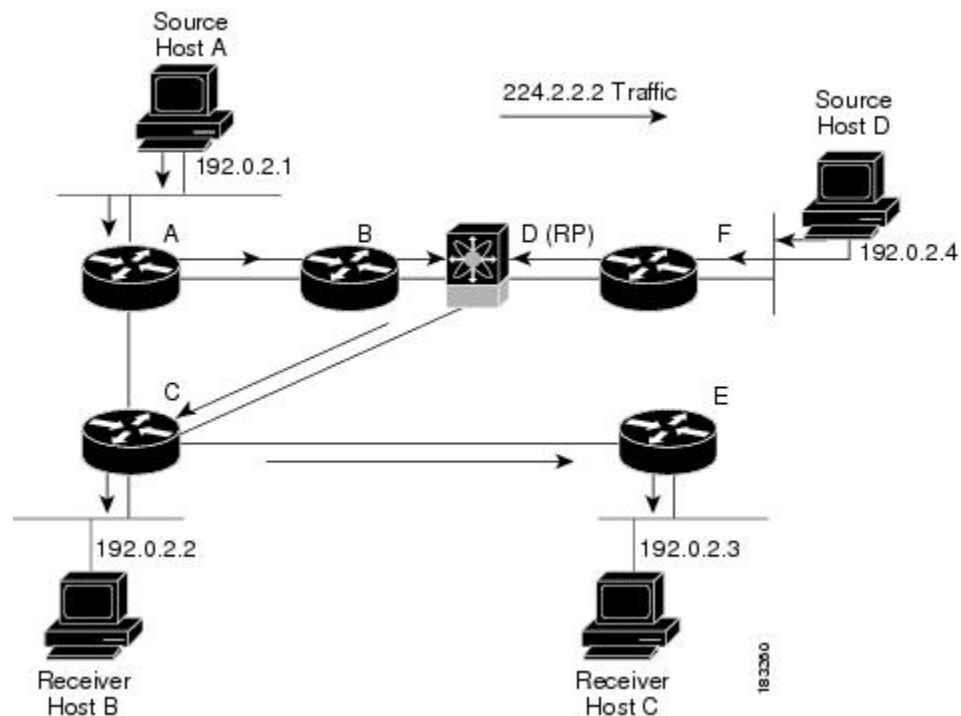 Source
Host A
224.2.2.2 Traffic
Source
Host D
192.0.2.1
A
B
D (RP)
F
192.0.2.4
C
E
192.0.2.2
192.0.2.3
Receiver
Host B
Receiver
Host C
183260